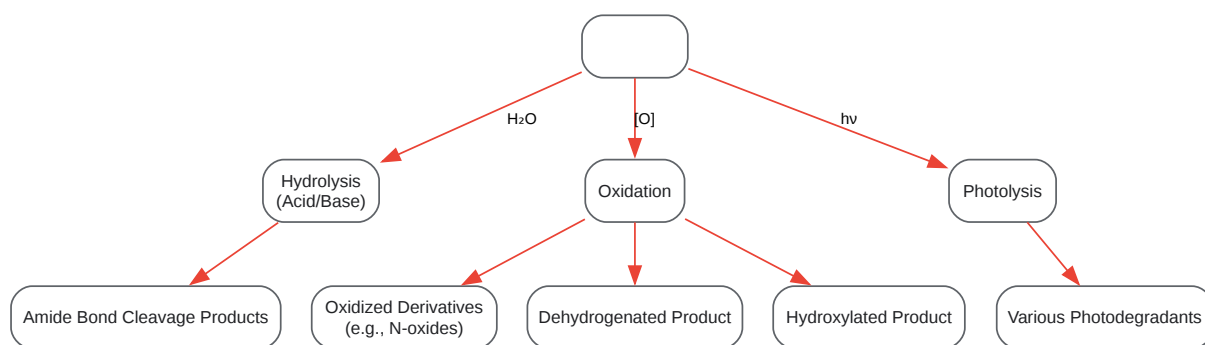 H₂O
[O]
hν
Hydrolysis
(Acid/Base)
Oxidation
Photolysis
Amide Bond Cleavage Products
Oxidized Derivatives
(e.g., N-oxides)
Dehydrogenated Product
Hydroxylated Product
Various Photodegradants